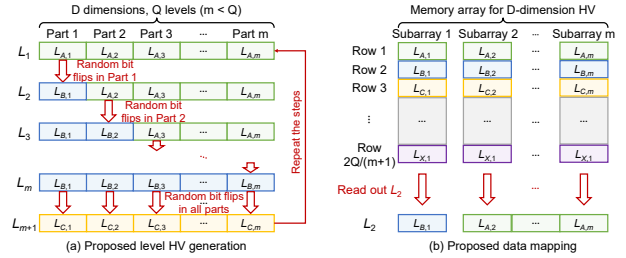 D dimensions, Q levels (m < Q)
Part 1 Part 2 Part 3 ... Part m
L1 LA,1 LA,2 LA,3 ... LA,m
Random bit
flips in Part 1
L2 LB,1 LA,2 LA,3 ... LA,m
Random bit
flips in Part 2
L3 LB,1 LB,2 LA,3 ... LA,m
...
Lm LB,1 LB,2 LB,3 ... LB,m
Random bit flips
in all parts
Lm+1 LC,1 LC,2 LC,3 ... LC,m
Repeat the steps
(a) Proposed level HV generation
Memory array for D-dimension HV
Subarray 1 Subarray 2 ... Subarray m
Row 1 LA,1 LA,2 ... LA,m
Row 2 LB,1 LB,2 LB,m
Row 3 LC,1 LC,2 LC,m
... ...
Row
2Q/(m+1) LX,1 LX,1 ... LX,1
Read out L2 ...
L2 LB,1 LA,2 ... LA,m
(b) Proposed data mapping